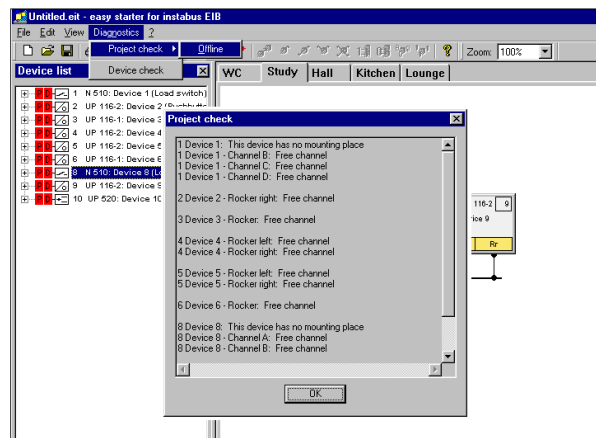 Untitled.eit - easy starter for instabus EIB
File Edit View Diagnostics ?
Project check Offline
Device check
Zoom: 100%
Device list
WC Study Hall Kitchen Lounge
1 N 510: Device 1 (Load switch)
2 UP 116-2: Device 2
3 UP 116-1: Device 3
4 UP 116-2: Device 4
5 UP 116-2: Device 5
6 UP 116-1: Device 6
8 N 510: Device 8
9 UP 116-2: Device 9
10 UP 520: Device 10
Project check
1 Device 1: This device has no mounting place
1 Device 1 - Channel B: Free channel
1 Device 1 - Channel C: Free channel
1 Device 1 - Channel D: Free channel
2 Device 2 - Rocker right: Free channel
3 Device 3 - Rocker: Free channel
4 Device 4 - Rocker left: Free channel
4 Device 4 - Rocker right: Free channel
5 Device 5 - Rocker left: Free channel
5 Device 5 - Rocker right: Free channel
6 Device 6 - Rocker: Free channel
8 Device 8: This device has no mounting place
8 Device 8 - Channel A: Free channel
8 Device 8 - Channel B: Free channel
OK
116-2 9
ice 9
Rr